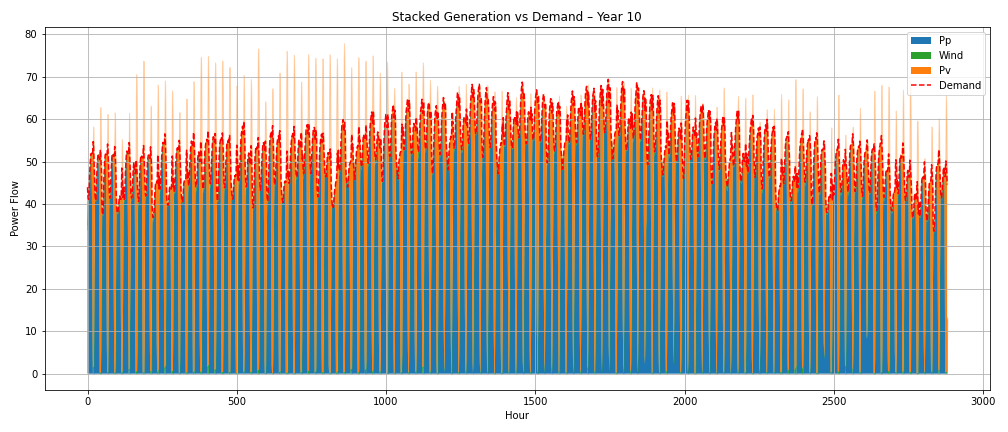 Stacked Generation vs Demand – Year 10
Pp
Wind
Pv
Demand
80
70
60
50
40
30
20
10
0
Power Flow
0 500 1000 1500 2000 2500 3000
Hour